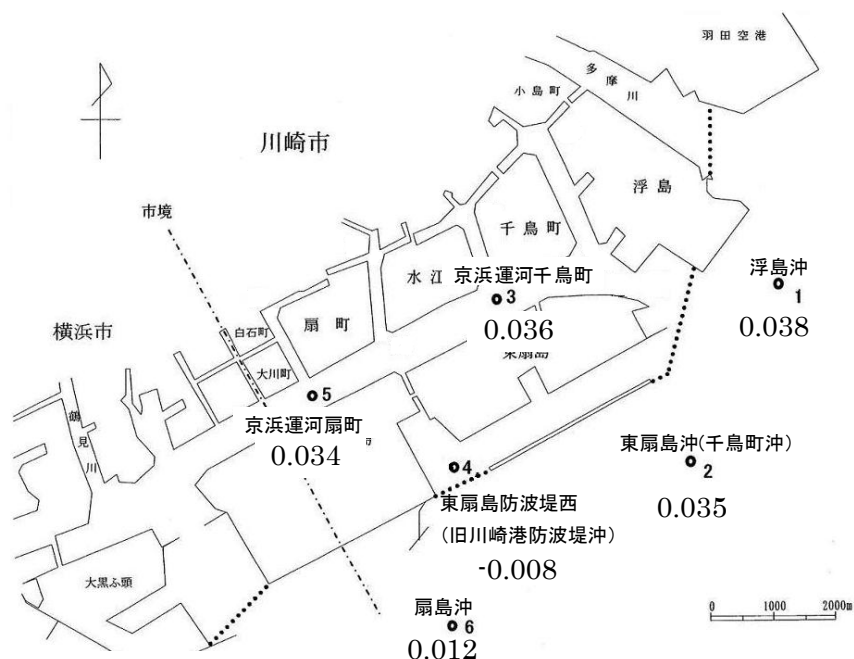 羽田空港
多摩川
小島町
川崎市
浮島
市境
千鳥町
水江
京浜運河千鳥町
3
0.036
浮島沖
1
0.038
横浜市
白石町
扇町
東扇島
大川町
5
鶴見川
京浜運河扇町
0.034
4
東扇島沖(千鳥町沖)
2
0.035
東扇島防波堤西
(旧川崎港防波堤沖)
-0.008
大黒ふ頭
扇島沖
6
0.012
0 1000 2000m